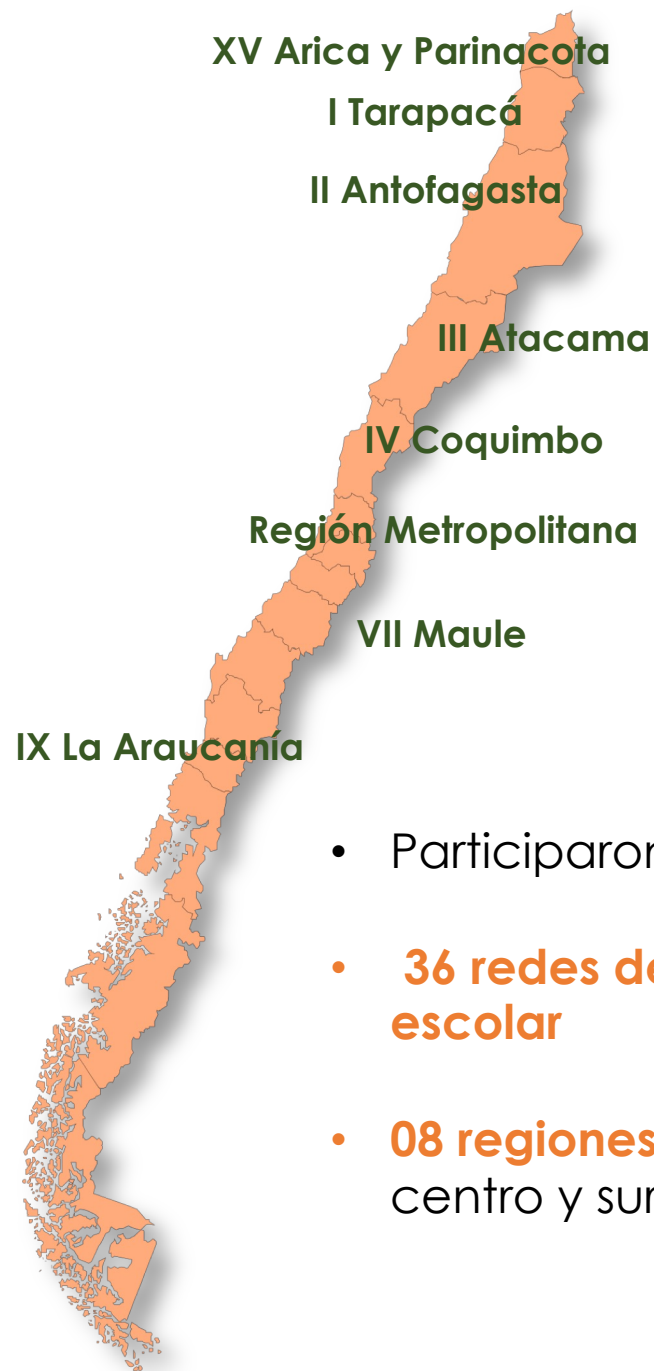 XV Arica y Parinacota
I Tarapacá
II Antofagasta
III Atacama
IV Coquimbo
Región Metropolitana
VII Maule
IX La Araucanía
• Participaron
• 36 redes de
escolar
• 08 regiones
centro y sur